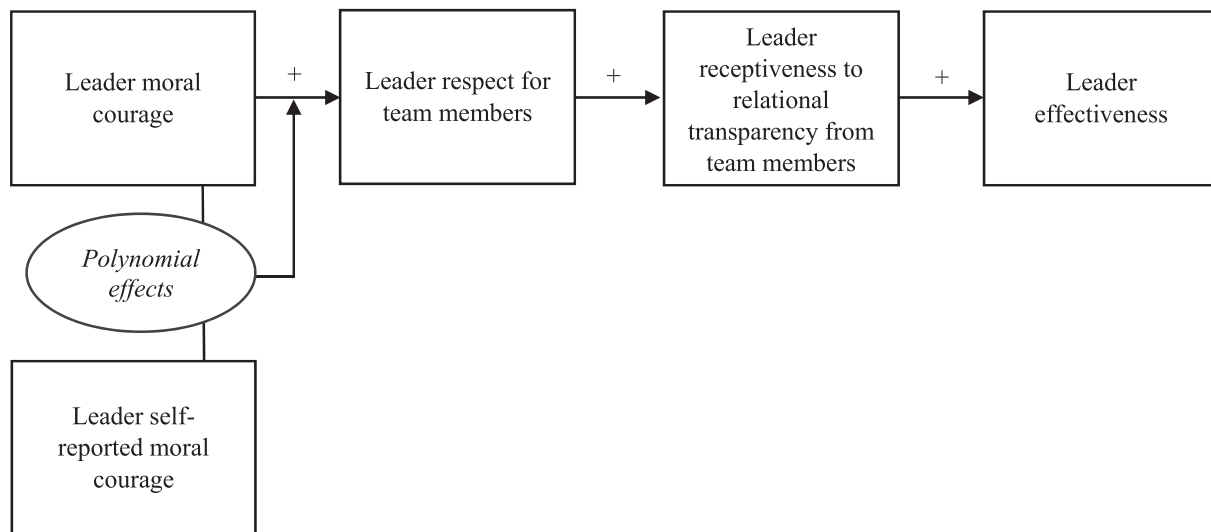 Leader moral
courage
+
Leader respect for
team members
+
Leader
receptiveness to
relational
transparency from
team members
+
Leader
effectiveness
Polynomial
effects
Leader self-
reported moral
courage